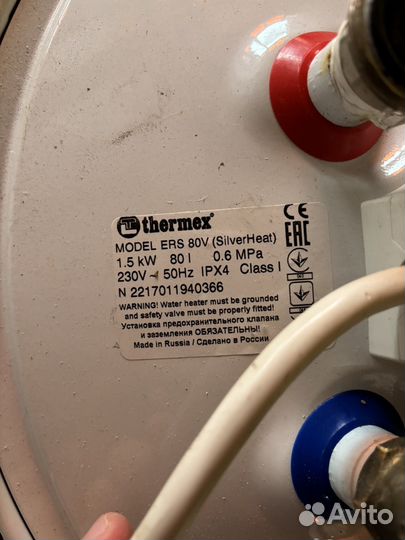 thermex
MODEL ERS 80V (SilverHeat)
1.5 kW 80 l 0.6 MPa
230V ~ 50Hz IPX4 Class I
N 2217011940366
WARNING! Water heater must be grounded
and safety valve must be properly fitted!
Установка предохранительного клапана
и заземления ОБЯЗАТЕЛЬНЫ!
Made in Russia / Сделано в России
CE
EAC
Avito